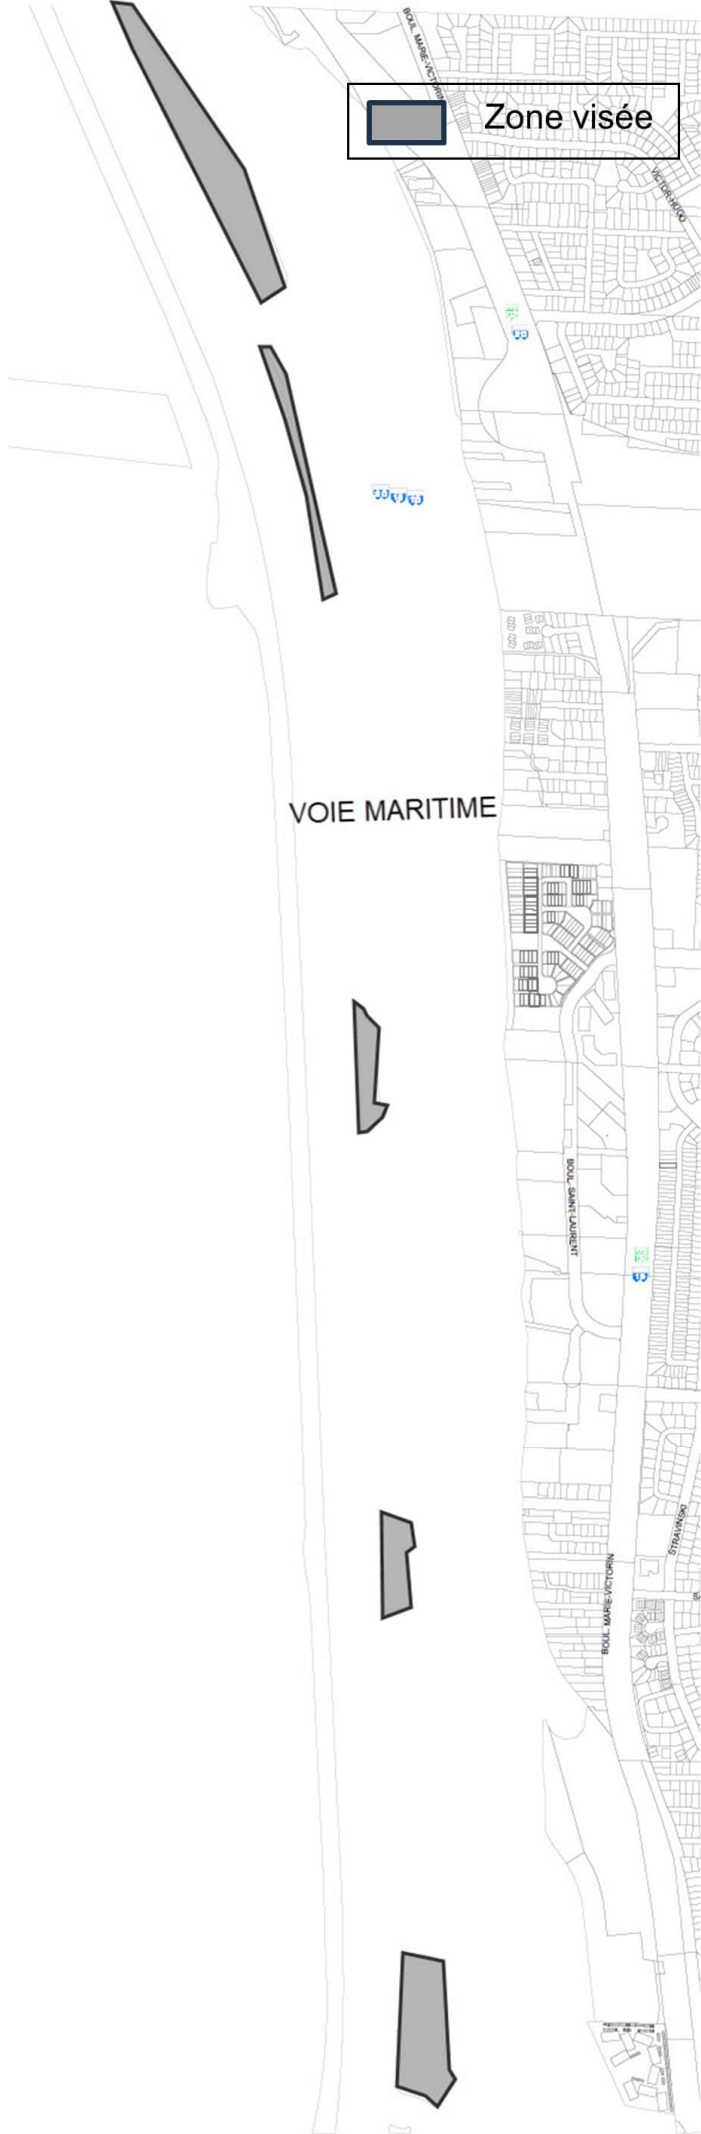 BOUL. MARIE-VICTORIN
Zone visée
VICTOR-HUGO
VOIE MARITIME
BOUL. SAINT-LAURENT
STRAVINSKI
BOUL. MARIE-VICTORIN